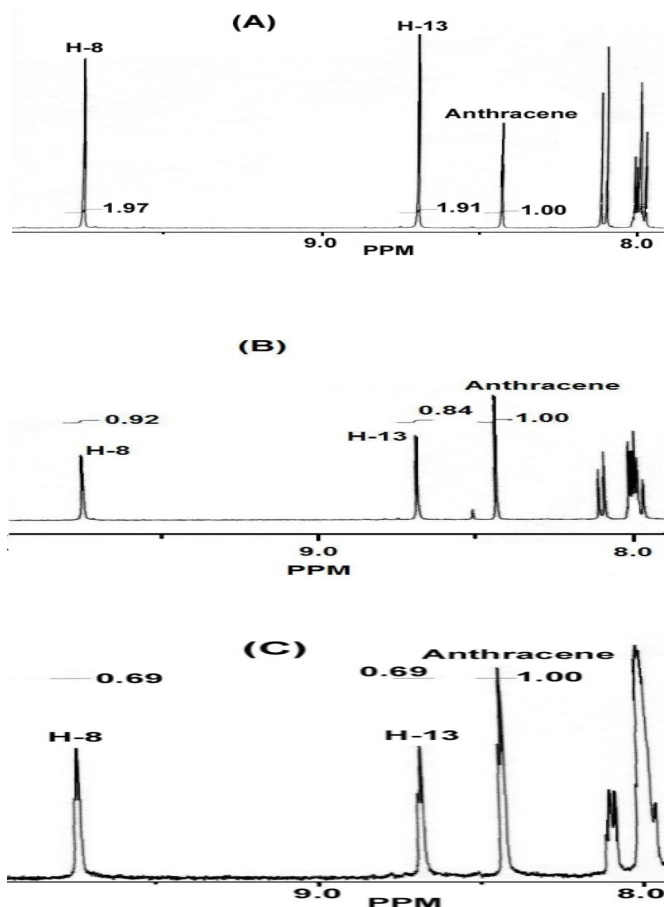 (A)
H-8
H-13
Anthracene
1.97
1.91
1.00
9.0
8.0
PPM
(B)
Anthracene
0.92
0.84
1.00
H-8
H-13
9.0
8.0
PPM
(C)
Anthracene
0.69
0.69
1.00
H-8
H-13
9.0
8.0
PPM